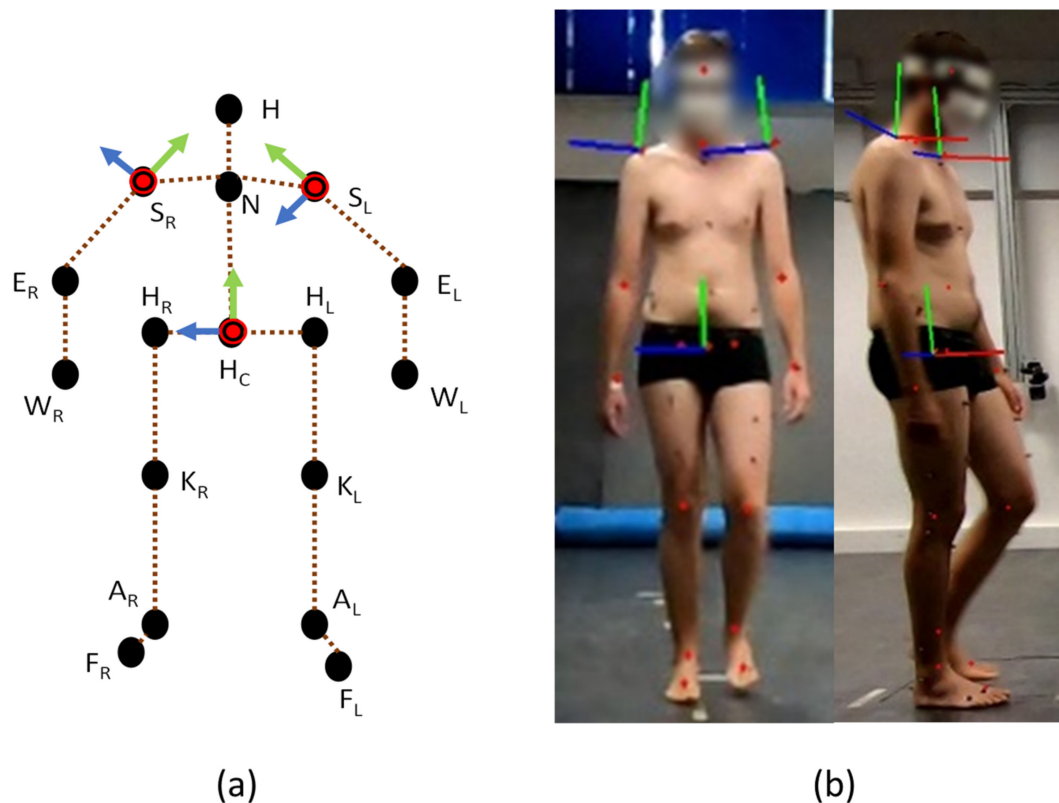 H
S_R
N
S_L
E_R
H_R
H_L
E_L
H_C
W_R
W_L
K_R
K_L
A_R
A_L
F_R
F_L
(a)
(b)